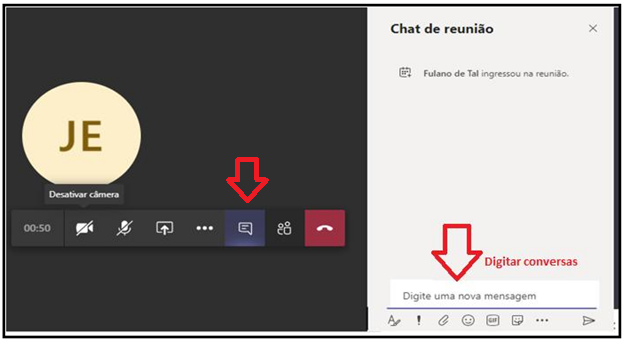 Chat de reunião
Fulano de Tal ingressou na reunião.
JE
Desativar câmera
00:50
Digitar conversas
Digite uma nova mensagem
GIF